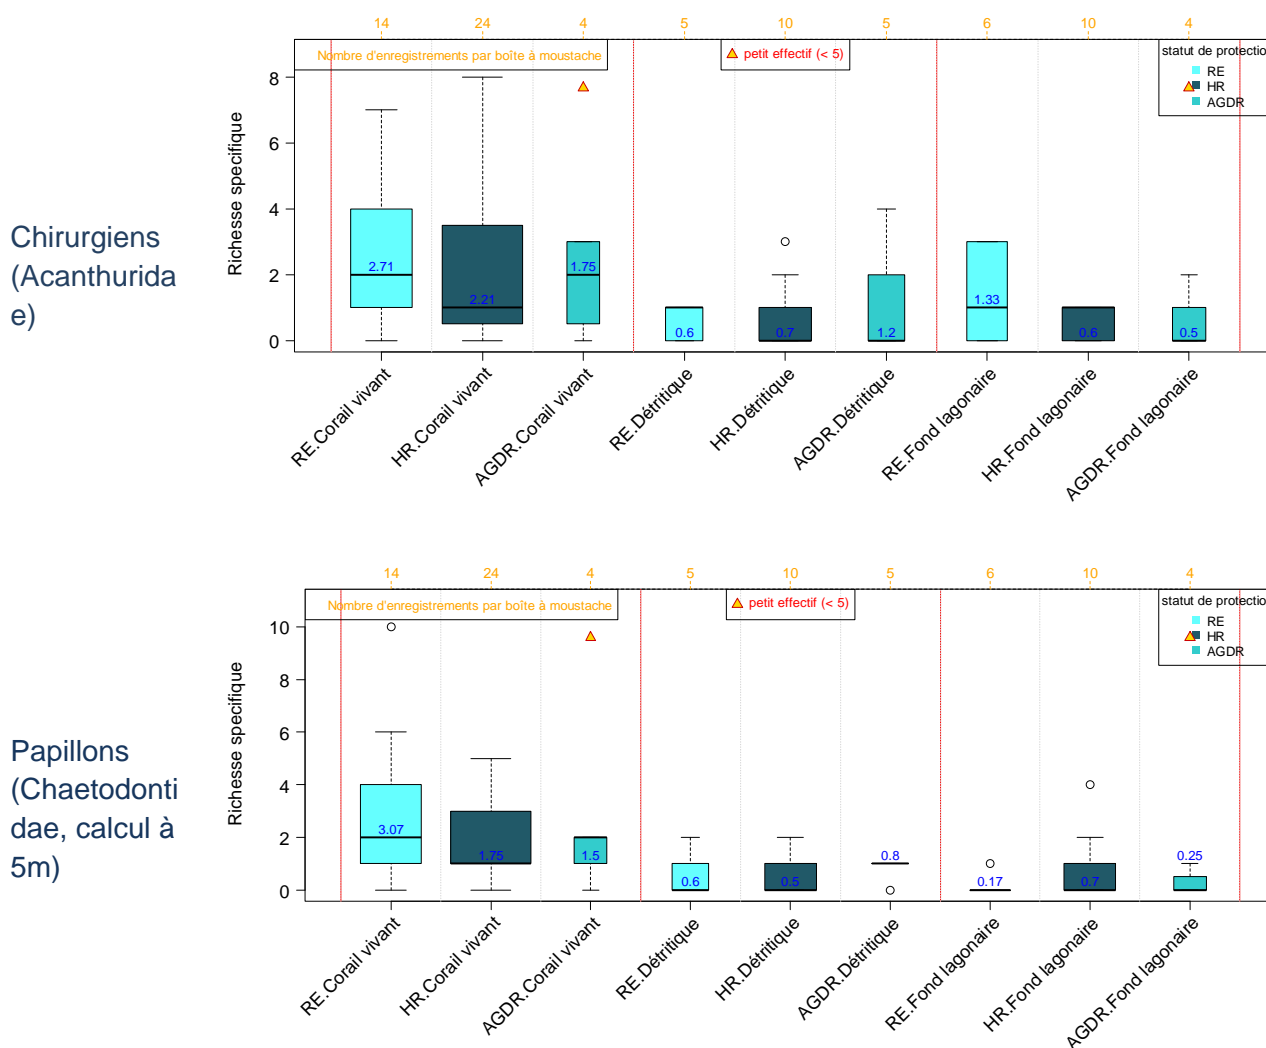 14 24 4 5 10 5 6 10 4
Nombre d'enregistrements par boîte à moustache
petit effectif (< 5)
statut de protectio
RE
HR
AGDR
Chirurgiens
(Acanthurida
e)
Richesse specifique
8
6
4
2
0
2.71 2.21 1.75 0.6 0.7 1.2 1.33 0.6 0.5
RE.Corail vivant
HR.Corail vivant
AGDR.Corail vivant
RE.Détritique
HR.Détritique
AGDR.Détritique
RE.Fond lagonaire
HR.Fond lagonaire
AGDR.Fond lagonaire
14 24 4 5 10 5 6 10 4
Nombre d'enregistrements par boîte à moustache
petit effectif (< 5)
statut de protectio
RE
HR
AGDR
Papillons
(Chaetodonti
dae, calcul à
5m)
Richesse specifique
10
8
6
4
2
0
3.07 1.75 1.5 0.6 0.5 0.8 0.17 0.7 0.25
RE.Corail vivant
HR.Corail vivant
AGDR.Corail vivant
RE.Détritique
HR.Détritique
AGDR.Détritique
RE.Fond lagonaire
HR.Fond lagonaire
AGDR.Fond lagonaire